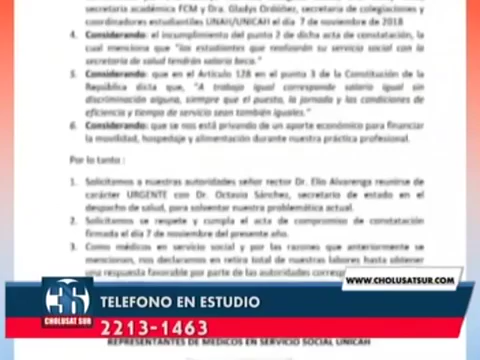 secretaria académica FCM y Dra. Gladys Ordóñez, secretaria de colegiaciones y
coordinadores estudiantiles UNAH/UNICAH el día 7 de noviembre de 2018
4. Considerando: el incumplimiento del punto 2 de dicha acta de constatación, la
cual menciona que "los estudiantes que realizarán su servicio social con la
secretaria de salud tendrán salario beca."
5. Considerando: que en el Artículo 128 en el punto 3 de la Constitución de la
República dicta que, "A trabajo igual corresponde salario igual sin
discriminación alguna, siempre que el puesto, la jornada y las condiciones de
eficiencia y tiempo de servicio sean también iguales."
6. Considerando: que se nos está privando de un aporte económico para financiar
la movilidad, hospedaje y alimentación durante nuestra práctica profesional.
Por lo tanto :
1. Solicitamos a nuestras autoridades señor rector Dr. Elio Alvarenga reunirse de
carácter URGENTE con Dr. Octavio Sánchez, secretario de estado en el
despacho de salud, para solventar nuestra problemática actual.
2. Solicitamos se respete y cumpla el acta de compromiso de constatación
firmada el día 7 de noviembre del presente año.
3. Como médicos en servicio social y por las razones que anteriormente se
mencionan, nos declaramos en retiro total de nuestras labores hasta obtener
una respuesta favorable por parte de las autoridades
WWW.CHOLUSATSUR.COM
36
CHOLUSAT SUR
TELEFONO EN ESTUDIO
2213-1463
REPRESENTANTES DE MEDICOS EN SERVICIO SOCIAL UNICAH